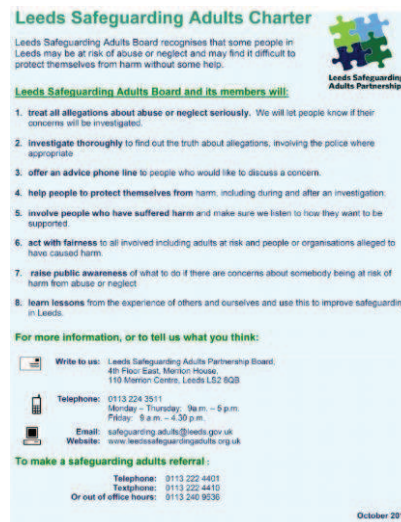 Leeds Safeguarding Adults Charter
Leeds Safeguarding Adults Board recognises that some people in
Leeds may be at risk of abuse or neglect and may find it difficult to
protect themselves from harm without some help.
Leeds Safeguarding
Adults Partnership
Leeds Safeguarding Adults Board and its members will:
1. treat all allegations about abuse or neglect seriously. We will let people know if their
concerns will be investigated.
2. investigate thoroughly to find out the truth about allegations, involving the police where
appropriate
3. offer an advice phone line to people who would like to discuss a concern.
4. help people to protect themselves from harm, including during and after an investigation.
5. involve people who have suffered harm and make sure we listen to how they want to be
supported.
6. act with fairness to all involved including adults at risk and people or organisations alleged to
have caused harm.
7. raise public awareness of what to do if there are concerns about somebody being at risk of
harm from abuse or neglect
8. learn lessons from the experience of others and ourselves and use this to improve safeguardin
in Leeds.
For more information, or to tell us what you think:
Write to us: Leeds Safeguarding Adults Partnership Board,
4th Floor East, Merrion House,
110 Merrion Centre, Leeds LS2 8QB
Telephone: 0113 224 3511
Monday – Thursday: 9a.m. – 5 p.m.
Friday: 9 a.m. – 4.30 p.m.
Email: safeguarding.adults@leeds.gov.uk
Website: www.leedssafeguardingadults.org.uk
To make a safeguarding adults referral :
Telephone: 0113 222 4401
Textphone: 0113 222 4410
Or out of office hours: 0113 240 9536
October 20